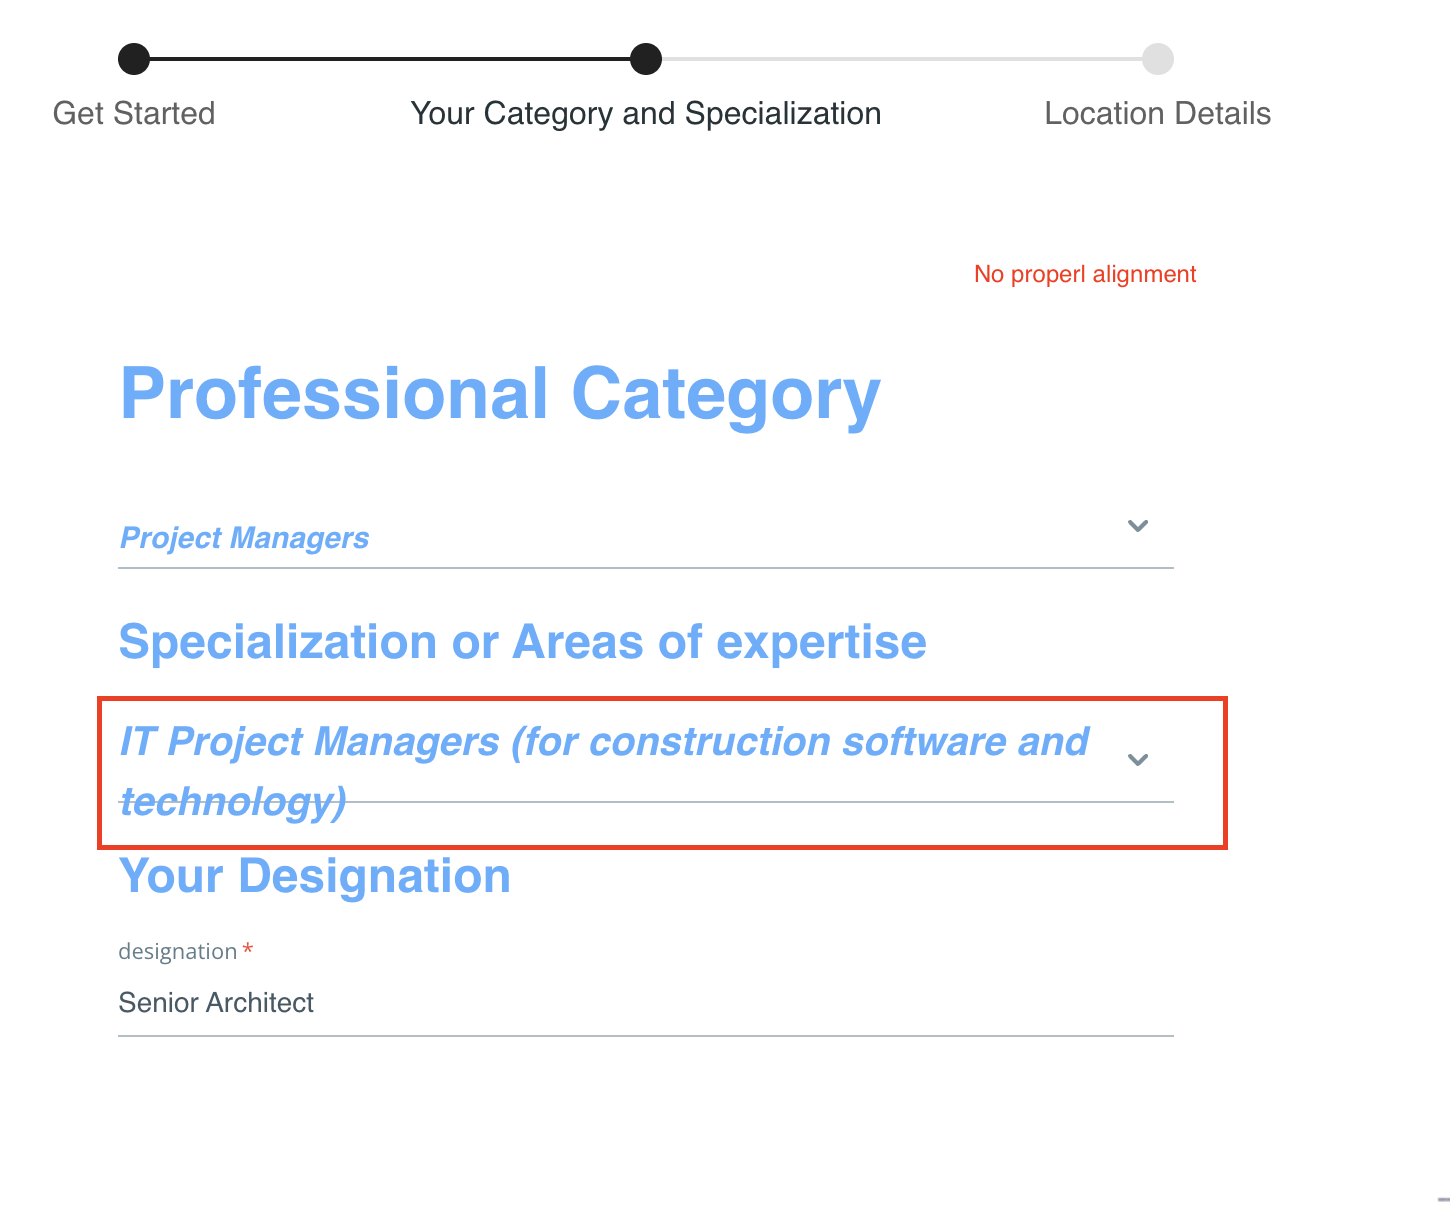 Get Started
Your Category and Specialization
Location Details
No properl alignment
Professional Category
Project Managers
Specialization or Areas of expertise
IT Project Managers (for construction software and
technology)
Your Designation
designation *
Senior Architect